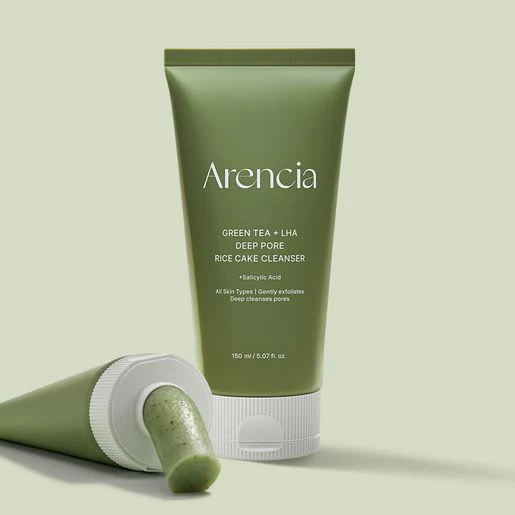 Arencia
GREEN TEA + LHA
DEEP PORE
RICE CAKE CLEANSER
+Salicylic Acid
All Skin Types | Gently exfoliates
Deep cleanses pores
150 ml / 5.07 fl. oz.